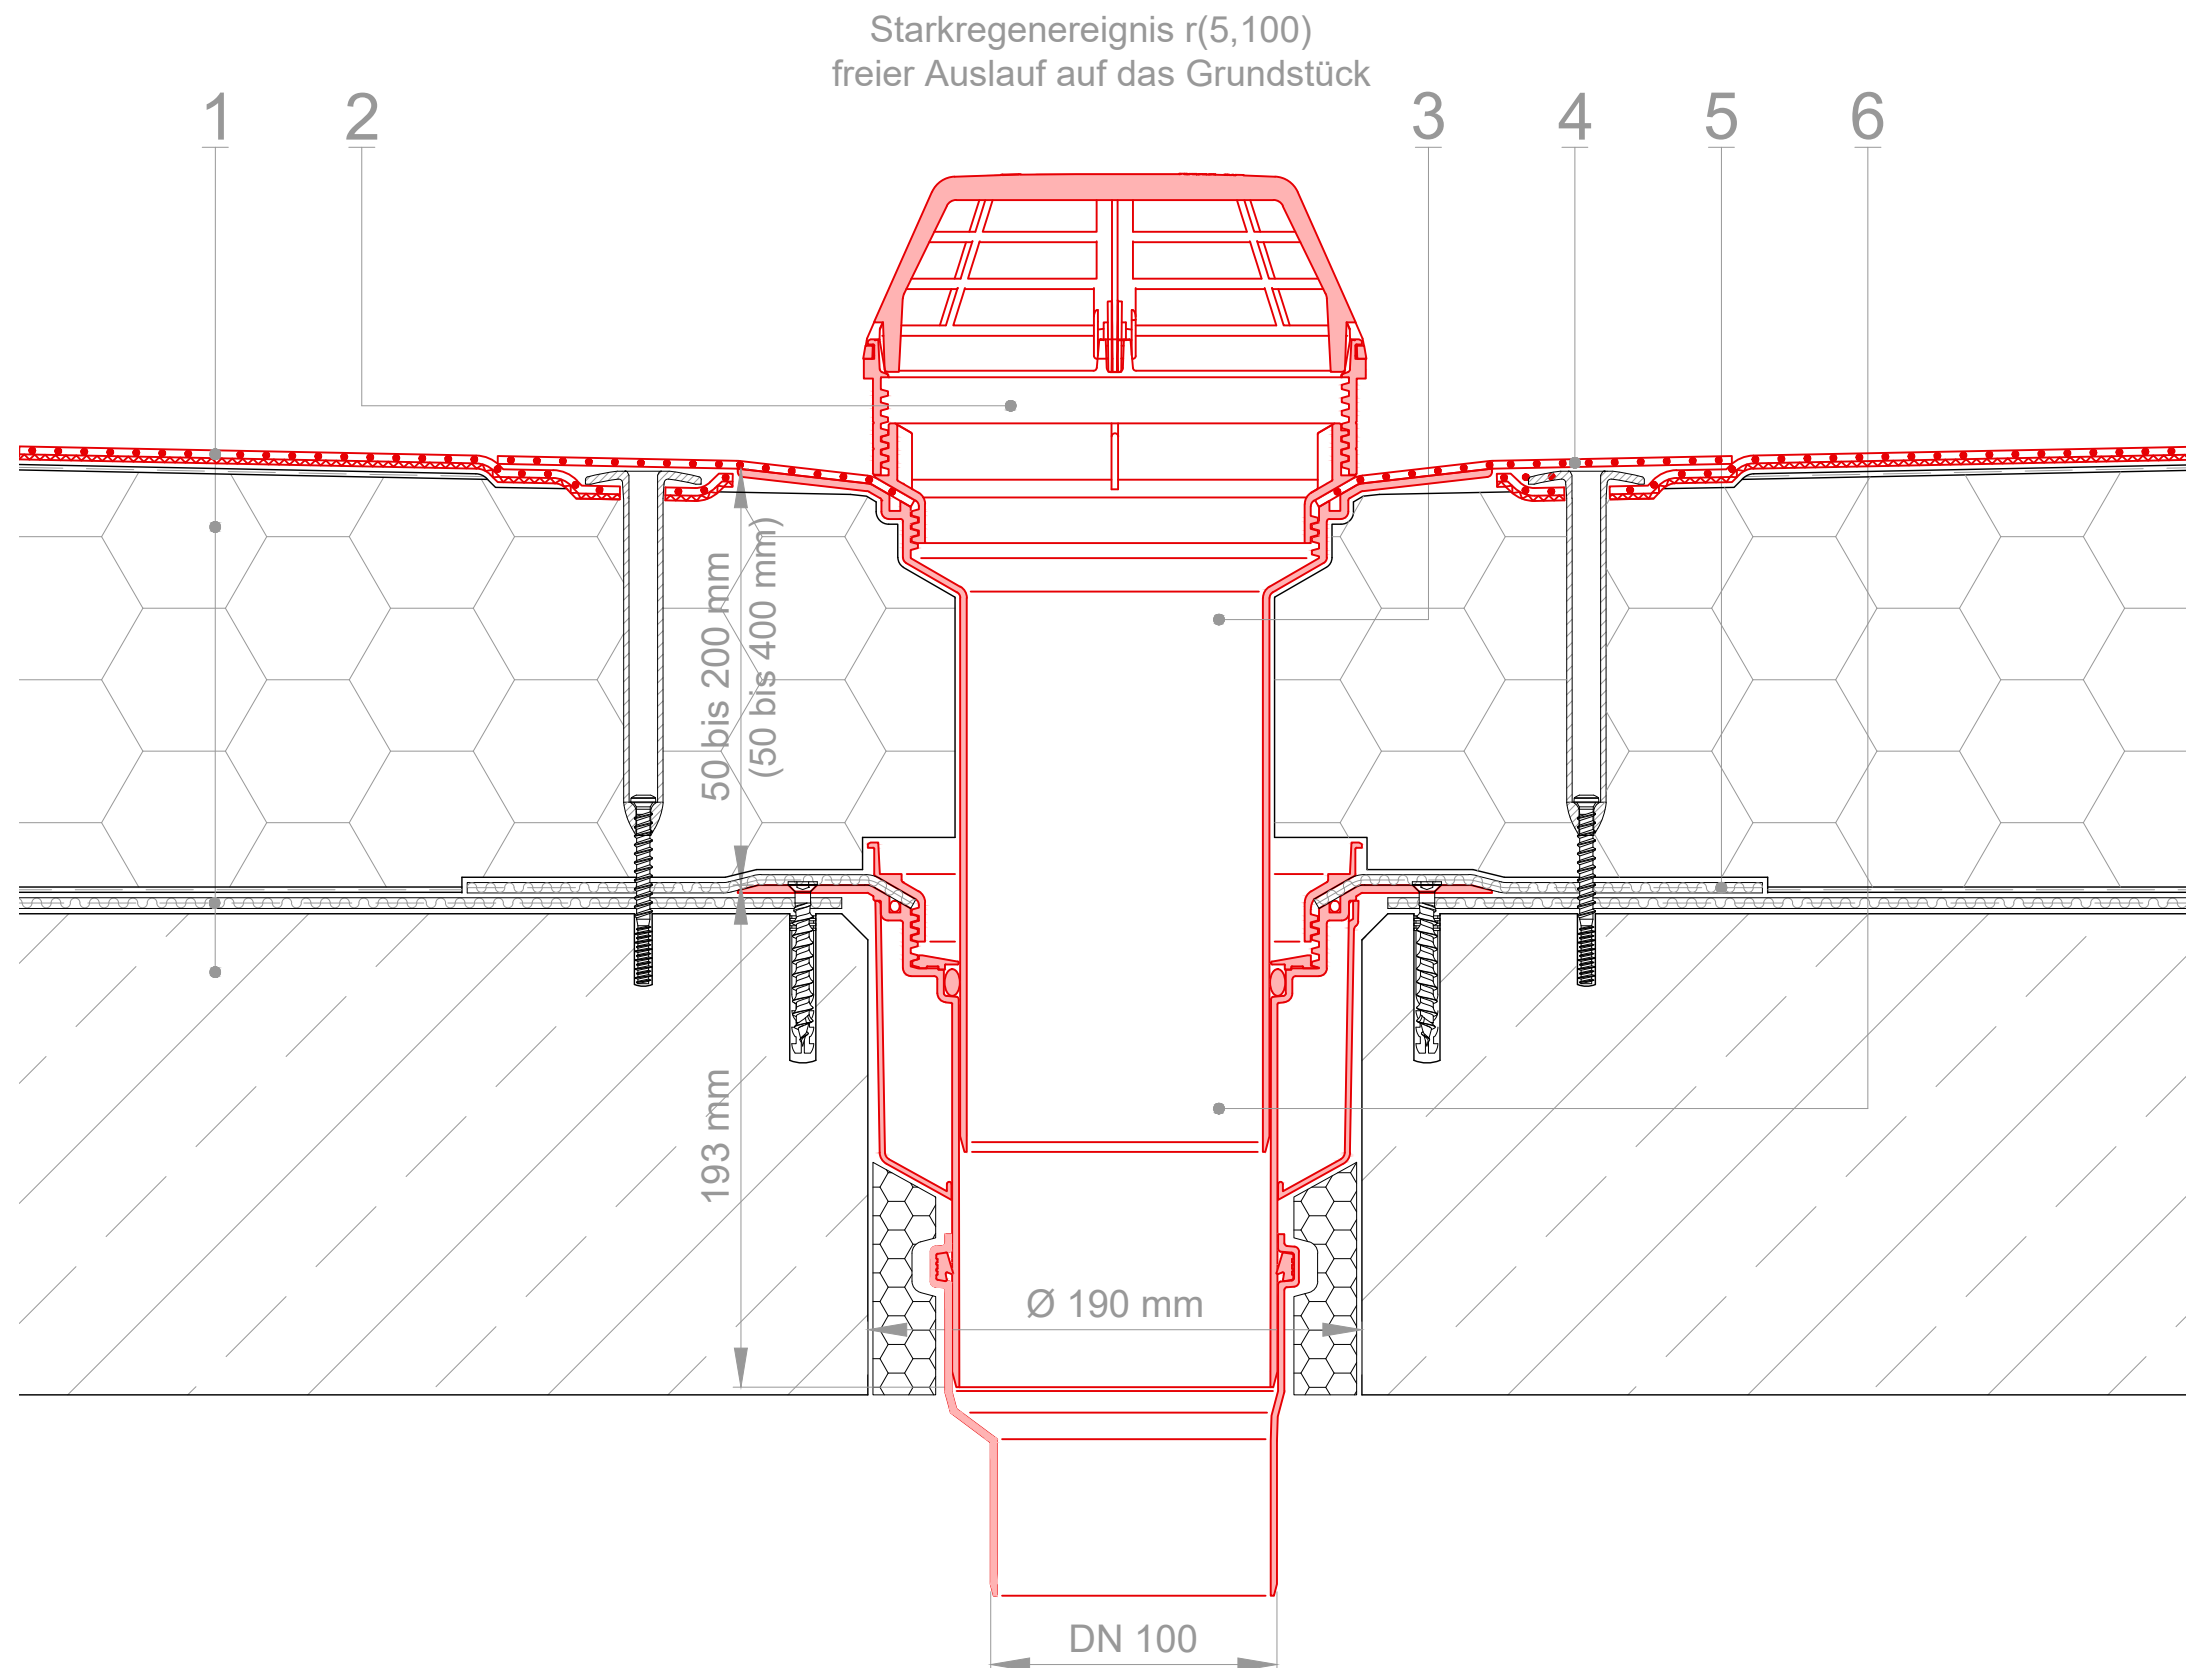 Starkregenereignis r(5,100)
freier Auslauf auf das Grundstück
1 2 3 4 5 6
50 bis 200 mm
(50 bis 400 mm)
193 mm
Ø 190 mm
DN 100